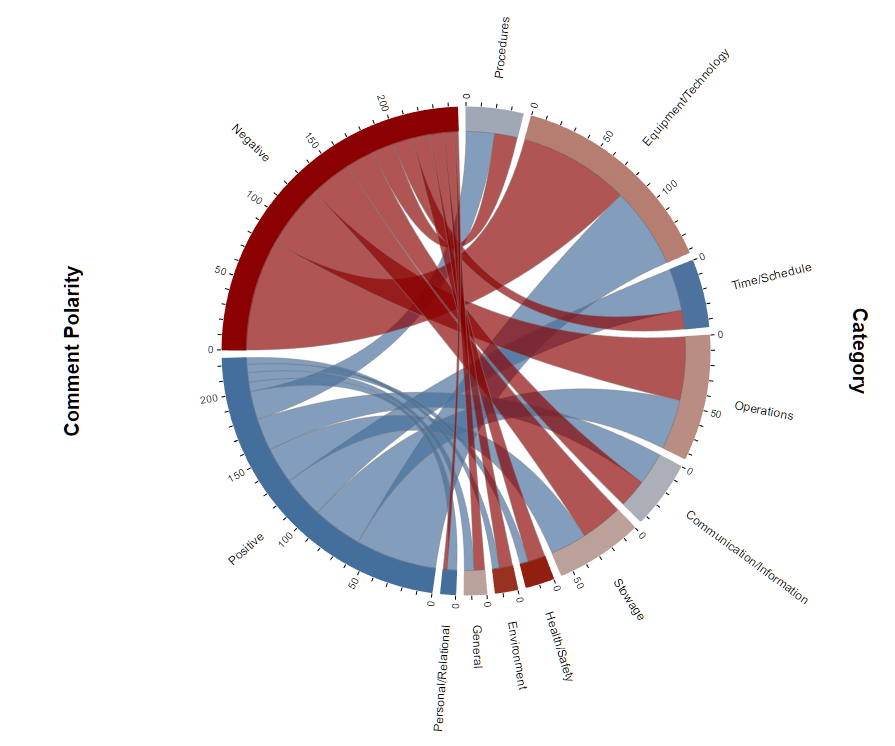 Comment Polarity
Category
Negative
0
50
100
150
200
Procedures
0
Equipment/Technology
0
50
100
Time/Schedule
0
Operations
0
50
Communication/Information
0
Stowage
0
50
Health/Safety
0
Environment
0
General
0
Personal/Relational
0
Positive
0
50
100
150
200